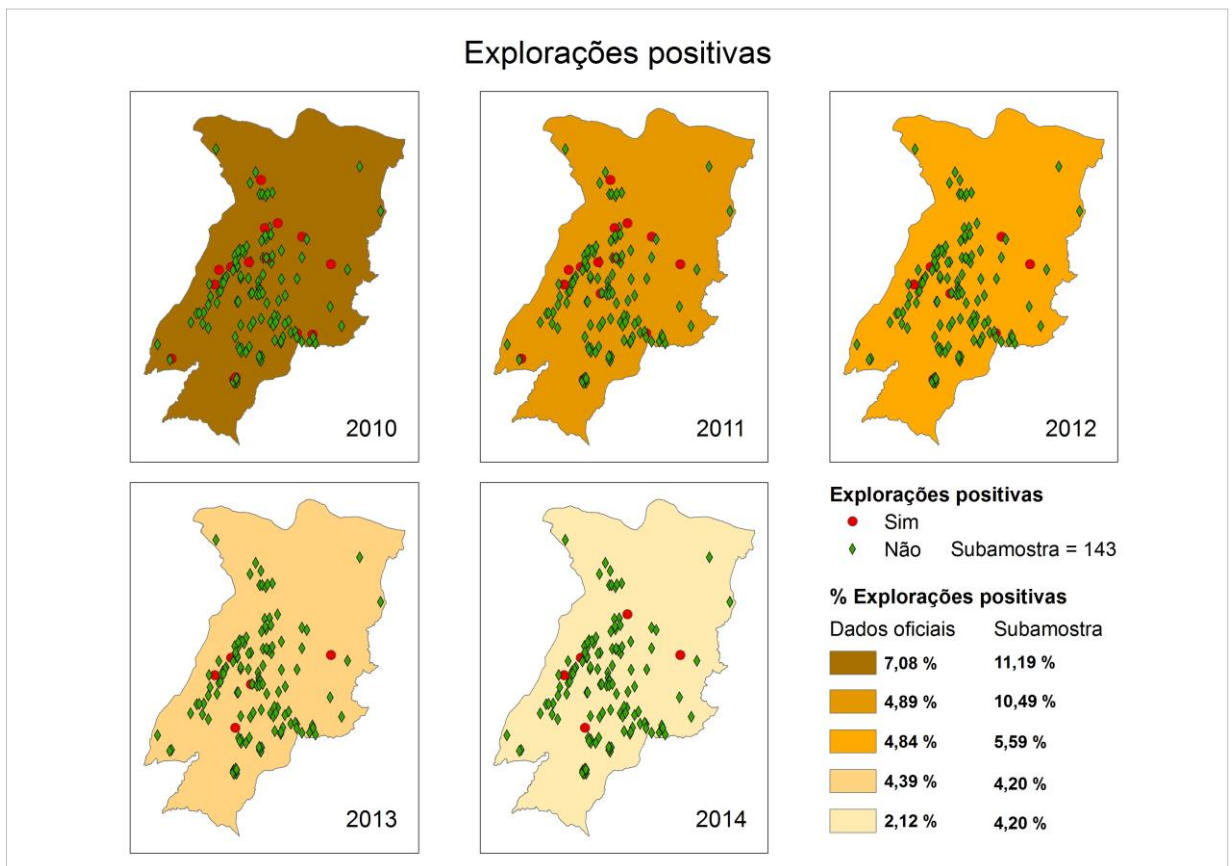 Explorações positivas
2010
2011
2012
2013
2014
Explorações positivas
Sim
Não Subamostra = 143
% Explorações positivas
Dados oficiais Subamostra
7,08 % 11,19 %
4,89 % 10,49 %
4,84 % 5,59 %
4,39 % 4,20 %
2,12 % 4,20 %